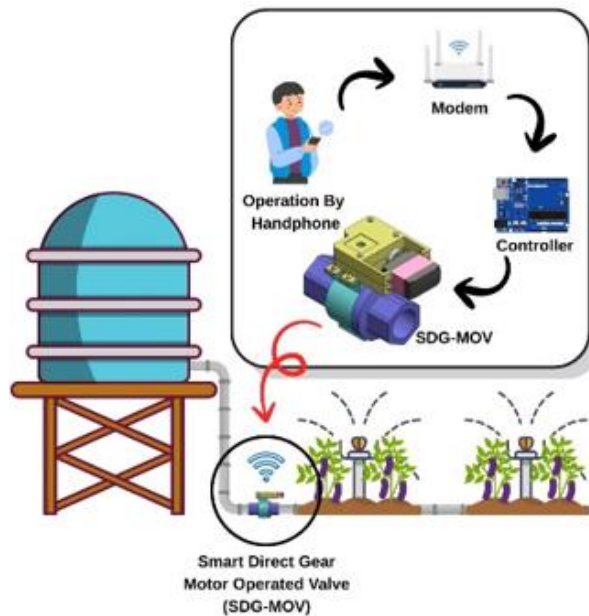 Modem
Operation By
Handphone
Controller
SDG-MOV
Smart Direct Gear
Motor Operated Valve
(SDG-MOV)